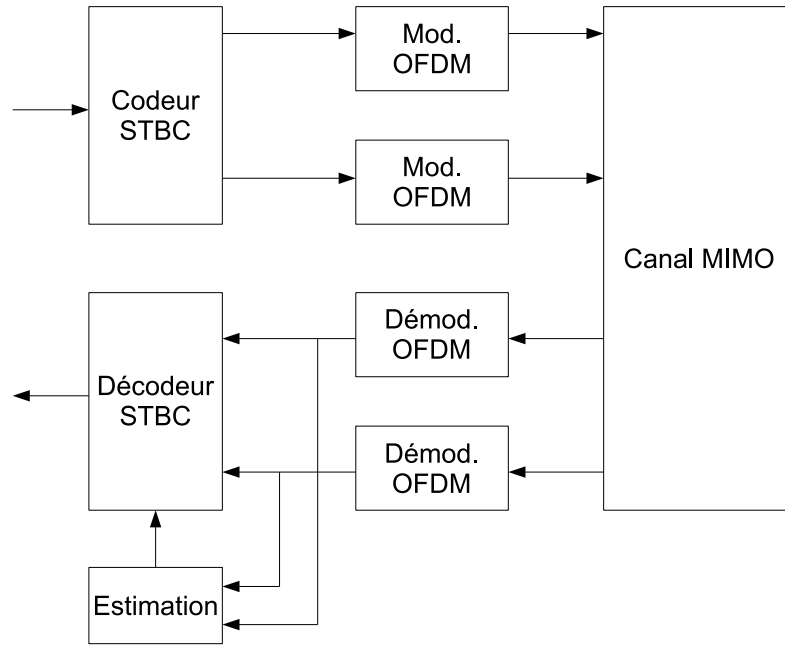 Codeur
STBC
Mod.
OFDM
Mod.
OFDM
Canal MIMO
Décodeur
STBC
Démod.
OFDM
Démod.
OFDM
Estimation